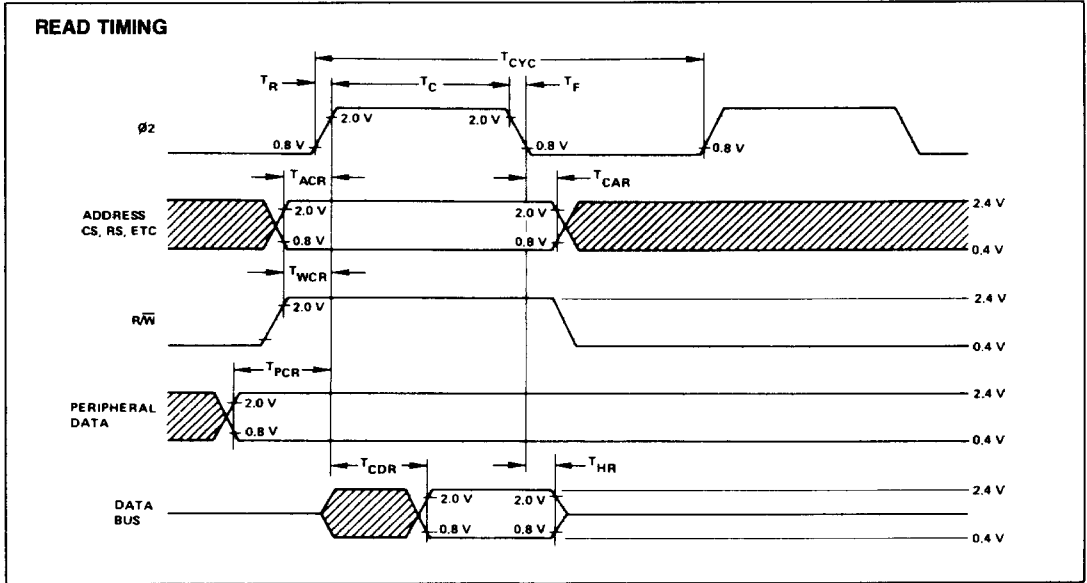 READ TIMING
T_CYC
T_R T_C T_F
Ø2
2.0 V 2.0 V
0.8 V 0.8 V 0.8 V
T_ACR T_CAR
ADDRESS
CS, RS, ETC
2.0 V 2.0 V 2.4 V
0.8 V 0.8 V 0.4 V
T_WCR
R/W̅
2.0 V 2.4 V
0.4 V
T_PCR
PERIPHERAL
DATA
2.0 V 2.4 V
0.8 V 0.4 V
T_CDR T_HR
DATA
BUS
2.0 V 2.0 V 2.4 V
0.8 V 0.8 V 0.4 V